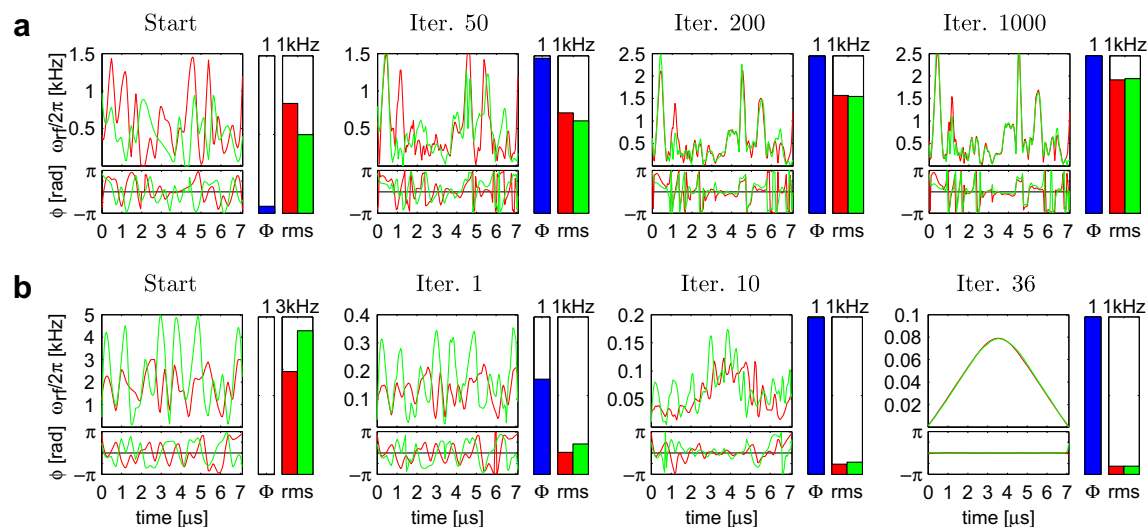 a
Start
Iter. 50
Iter. 200
Iter. 1000
1 1kHz
1 1kHz
1 1kHz
1 1kHz
ωrf/2π [kHz]
1.5
1
0.5
1.5
1
0.5
2.5
2
1.5
1
0.5
2.5
2
1.5
1
0.5
ϕ [rad]
π
−π
π
−π
π
−π
π
−π
0 1 2 3 4 5 6 7
Φ rms
0 1 2 3 4 5 6 7
Φ rms
0 1 2 3 4 5 6 7
Φ rms
0 1 2 3 4 5 6 7
Φ rms
b
Start
Iter. 1
Iter. 10
Iter. 36
1 3kHz
1 1kHz
1 1kHz
1 1kHz
ωrf/2π [kHz]
5
4
3
2
1
0.4
0.3
0.2
0.1
0.2
0.15
0.1
0.05
0.1
0.08
0.06
0.04
0.02
ϕ [rad]
π
−π
π
−π
π
−π
π
−π
0 1 2 3 4 5 6 7
Φ rms
0 1 2 3 4 5 6 7
Φ rms
0 1 2 3 4 5 6 7
Φ rms
0 1 2 3 4 5 6 7
Φ rms
time [μs]
time [μs]
time [μs]
time [μs]